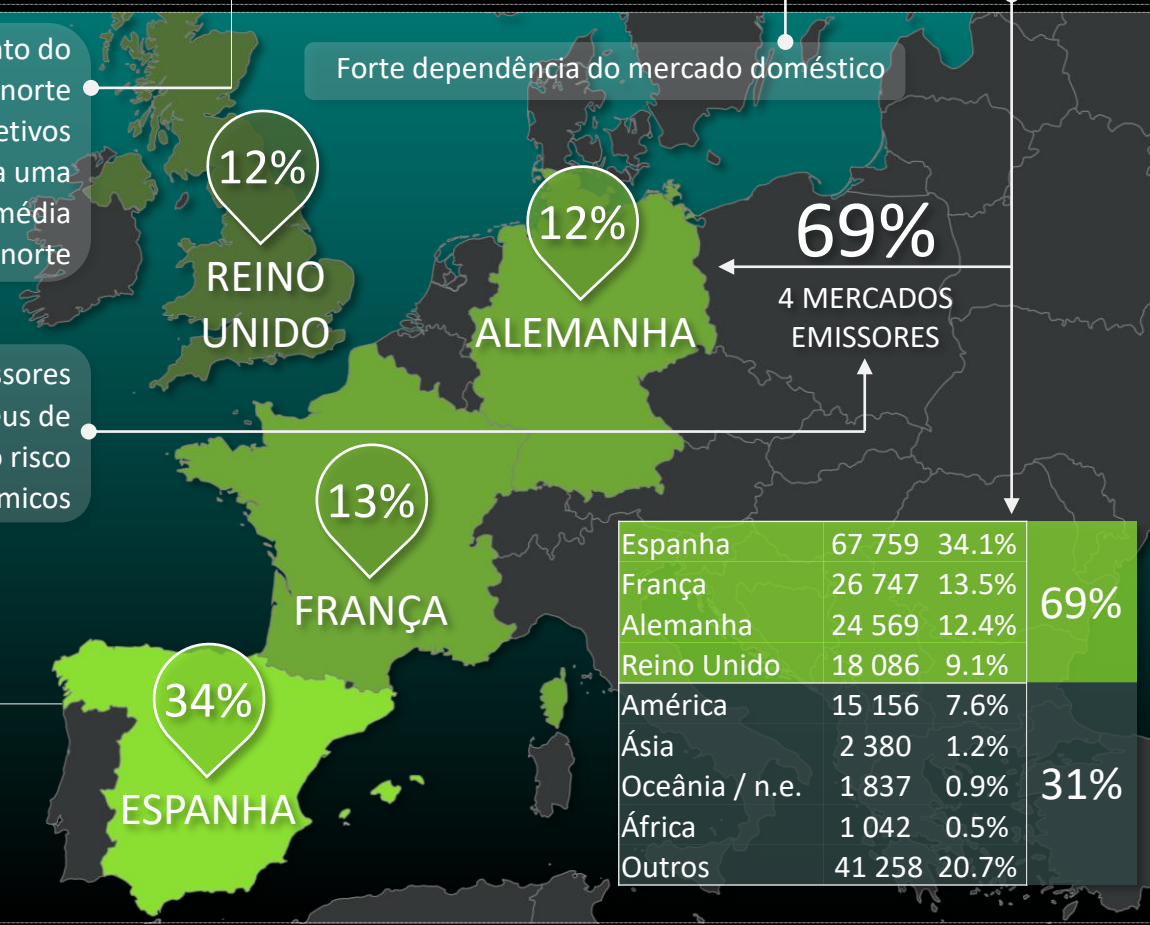 nto do
norte
etivos
a uma
média
norte
Forte dependência do mercado doméstico
12%
REINO
UNIDO
12%
ALEMANHA
69%
4 MERCADOS
EMISSORES
ssores
eus de
o risco
micos
13%
FRANÇA
34%
ESPANHA
Espanha 67 759 34.1%
França 26 747 13.5%
Alemanha 24 569 12.4%
Reino Unido 18 086 9.1%
69%
América 15 156 7.6%
Ásia 2 380 1.2%
Oceânia / n.e. 1 837 0.9%
África 1 042 0.5%
Outros 41 258 20.7%
31%